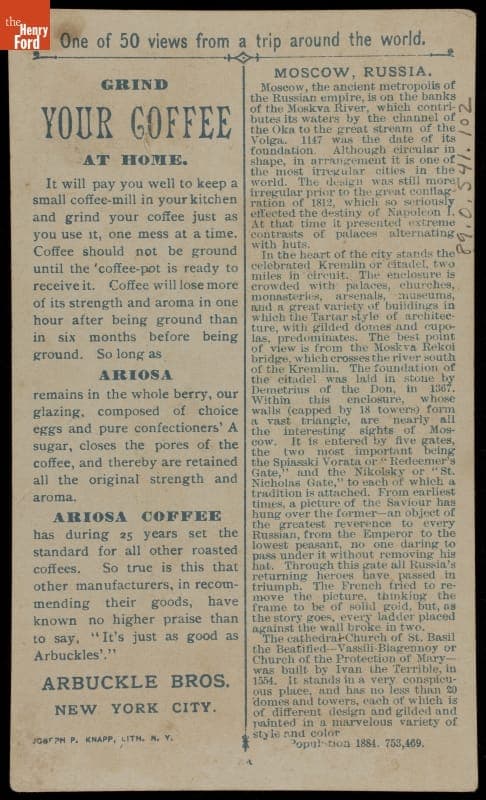 the
Henry
Ford
One of 50 views from a trip around the world.
GRIND
YOUR COFFEE
AT HOME.
It will pay you well to keep a
small coffee-mill in your kitchen
and grind your coffee just as
you use it, one mess at a time.
Coffee should not be ground
until the coffee-pot is ready to
receive it. Coffee will lose more
of its strength and aroma in one
hour after being ground than
in six months before being
ground. So long as
ARIOSA
remains in the whole berry, our
glazing, composed of choice
eggs and pure confectioners' A
sugar, closes the pores of the
coffee, and thereby are retained
all the original strength and
aroma.
ARIOSA COFFEE
has during 25 years set the
standard for all other roasted
coffees. So true is this that
other manufacturers, in recom-
mending their goods, have
known no higher praise than
to say, "It's just as good as
Arbuckles'."
ARBUCKLE BROS.
NEW YORK CITY.
JOSEPH P. KNAPP, LITH. N. Y.
MOSCOW, RUSSIA.
Moscow, the ancient metropolis of
the Russian empire, is on the banks
of the Moskva River, which contri-
butes its waters by the channel of
the Oka to the great stream of the
Volga. 1147 was the date of its
foundation. Although circular in
shape, in arrangement it is one of
the most irregular cities in the
world. The design was still more
irregular prior to the great conflag-
ration of 1812, which so seriously
effected the destiny of Napoleon I.
At that time it presented extreme
contrasts of palaces alternating
with huts.
In the heart of the city stands the
celebrated Kremlin or citadel, two
miles in circuit. The enclosure is
crowded with palaces, churches,
monasteries, arsenals, museums,
and a great variety of buildings in
which the Tartar style of architec-
ture, with gilded domes and cupo-
las, predominates. The best point
of view is from the Moskva Rekoi
bridge, which crosses the river south
of the Kremlin. The foundation of
the citadel was laid in stone by
Demetrius of the Don, in 1367.
Within this enclosure, whose
walls (capped by 18 towers) form
a vast triangle, are nearly all
the interesting sights of Mos-
cow. It is entered by five gates,
the two most important being
the Spiasski Vorata or "Redeemer's
Gate," and the Nikolsky or "St.
Nicholas Gate," to each of which a
tradition is attached. From earliest
times, a picture of the Saviour has
hung over the former—an object of
the greatest reverence to every
Russian, from the Emperor to the
lowest peasant, no one daring to
pass under it without removing his
hat. Through this gate all Russia's
returning heroes have passed in
triumph. The French tried to re-
move the picture, thinking the
frame to be of solid gold, but, as
the story goes, every ladder placed
against the wall broke in two.
The cathedral Church of St. Basil
the Beatified—Vassili-Blagennoy or
Church of the Protection of Mary—
was built by Ivan the Terrible, in
1554. It stands in a very conspicu-
ous place, and has no less than 20
domes and towers, each of which is
of different design and gilded and
painted in a marvelous variety of
style and color
Population 1884. 753,469.
89.0.541.102